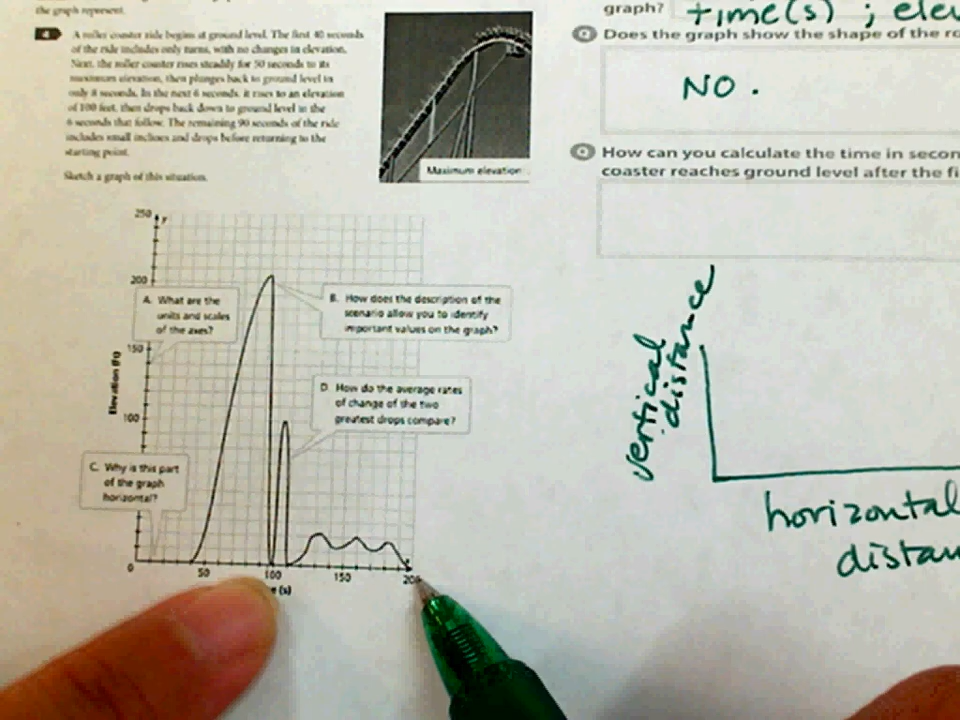 the graph represent.
4 A roller coaster ride begins at ground level. The first 40 seconds
of the ride includes only turns, with no changes in elevation.
Next, the roller coaster rises steadily for 50 seconds to its
maximum elevation, then plunges back to ground level in
only 8 seconds. In the next 6 seconds, it rises to an elevation
of 100 feet, then drops back down to ground level in the
6 seconds that follow. The remaining 90 seconds of the ride
includes small inclines and drops before returning to the
starting point.
Sketch a graph of this situation.
Maximum elevation
250
y
200
150
100
0
50
100
150
200
Elevation (ft)
(s)
A. What are the
units and scales
of the axes?
B. How does the description of the
scenario allow you to identify
important values on the graph?
D. How do the average rates
of change of the two
greatest drops compare?
C. Why is this part
of the graph
horizontal?
graph? time(s) ; elev
Q Does the graph show the shape of the ro
NO.
Q How can you calculate the time in secon
coaster reaches ground level after the fi
vertical
distance
horizontal
distan